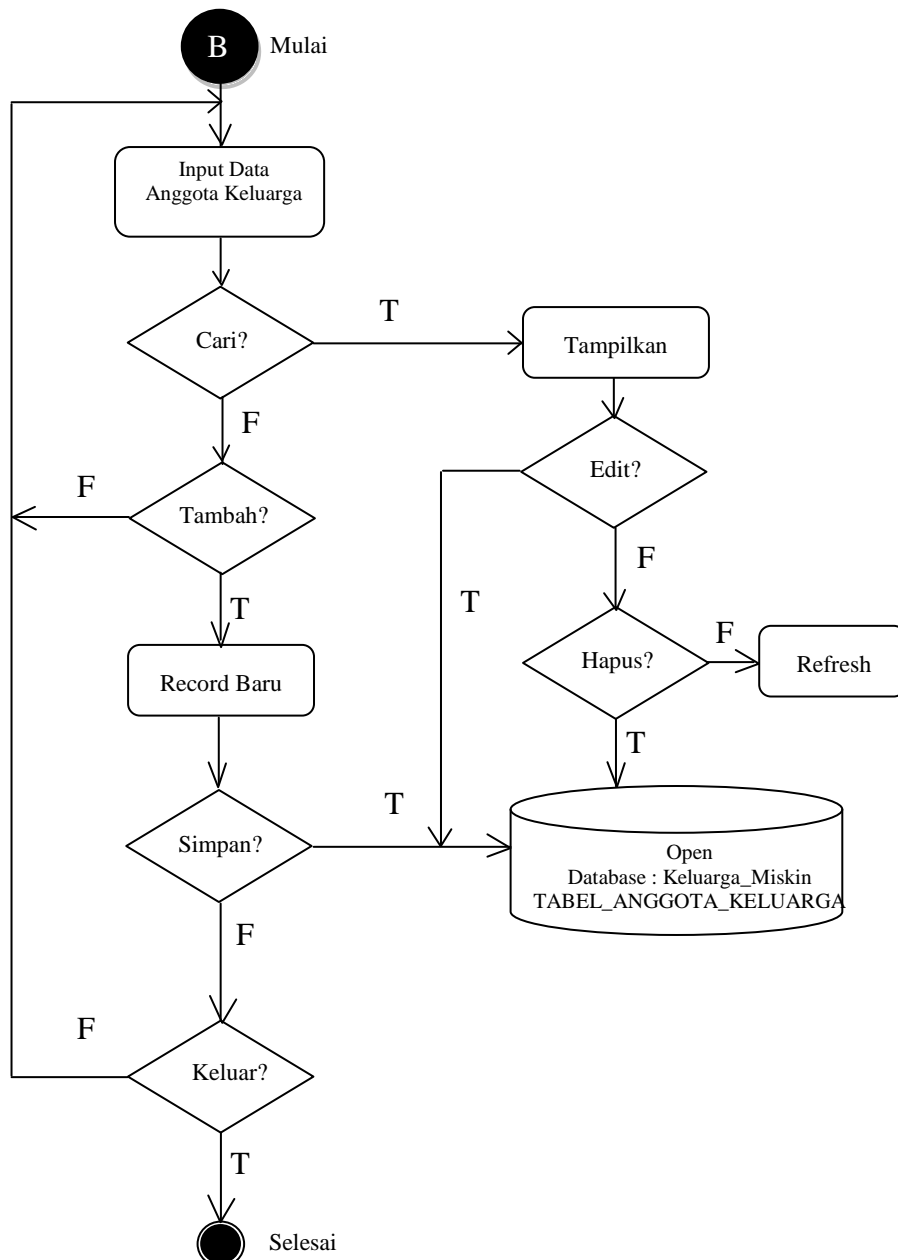 B
Mulai
Input Data
Anggota Keluarga
Cari?
T
Tampilkan
F
Edit?
F
Tambah?
F
T
T
Record Baru
Hapus?
F
Refresh
T
Simpan?
T
Open
Database : Keluarga_Miskin
TABEL_ANGGOTA_KELUARGA
F
F
Keluar?
T
Selesai